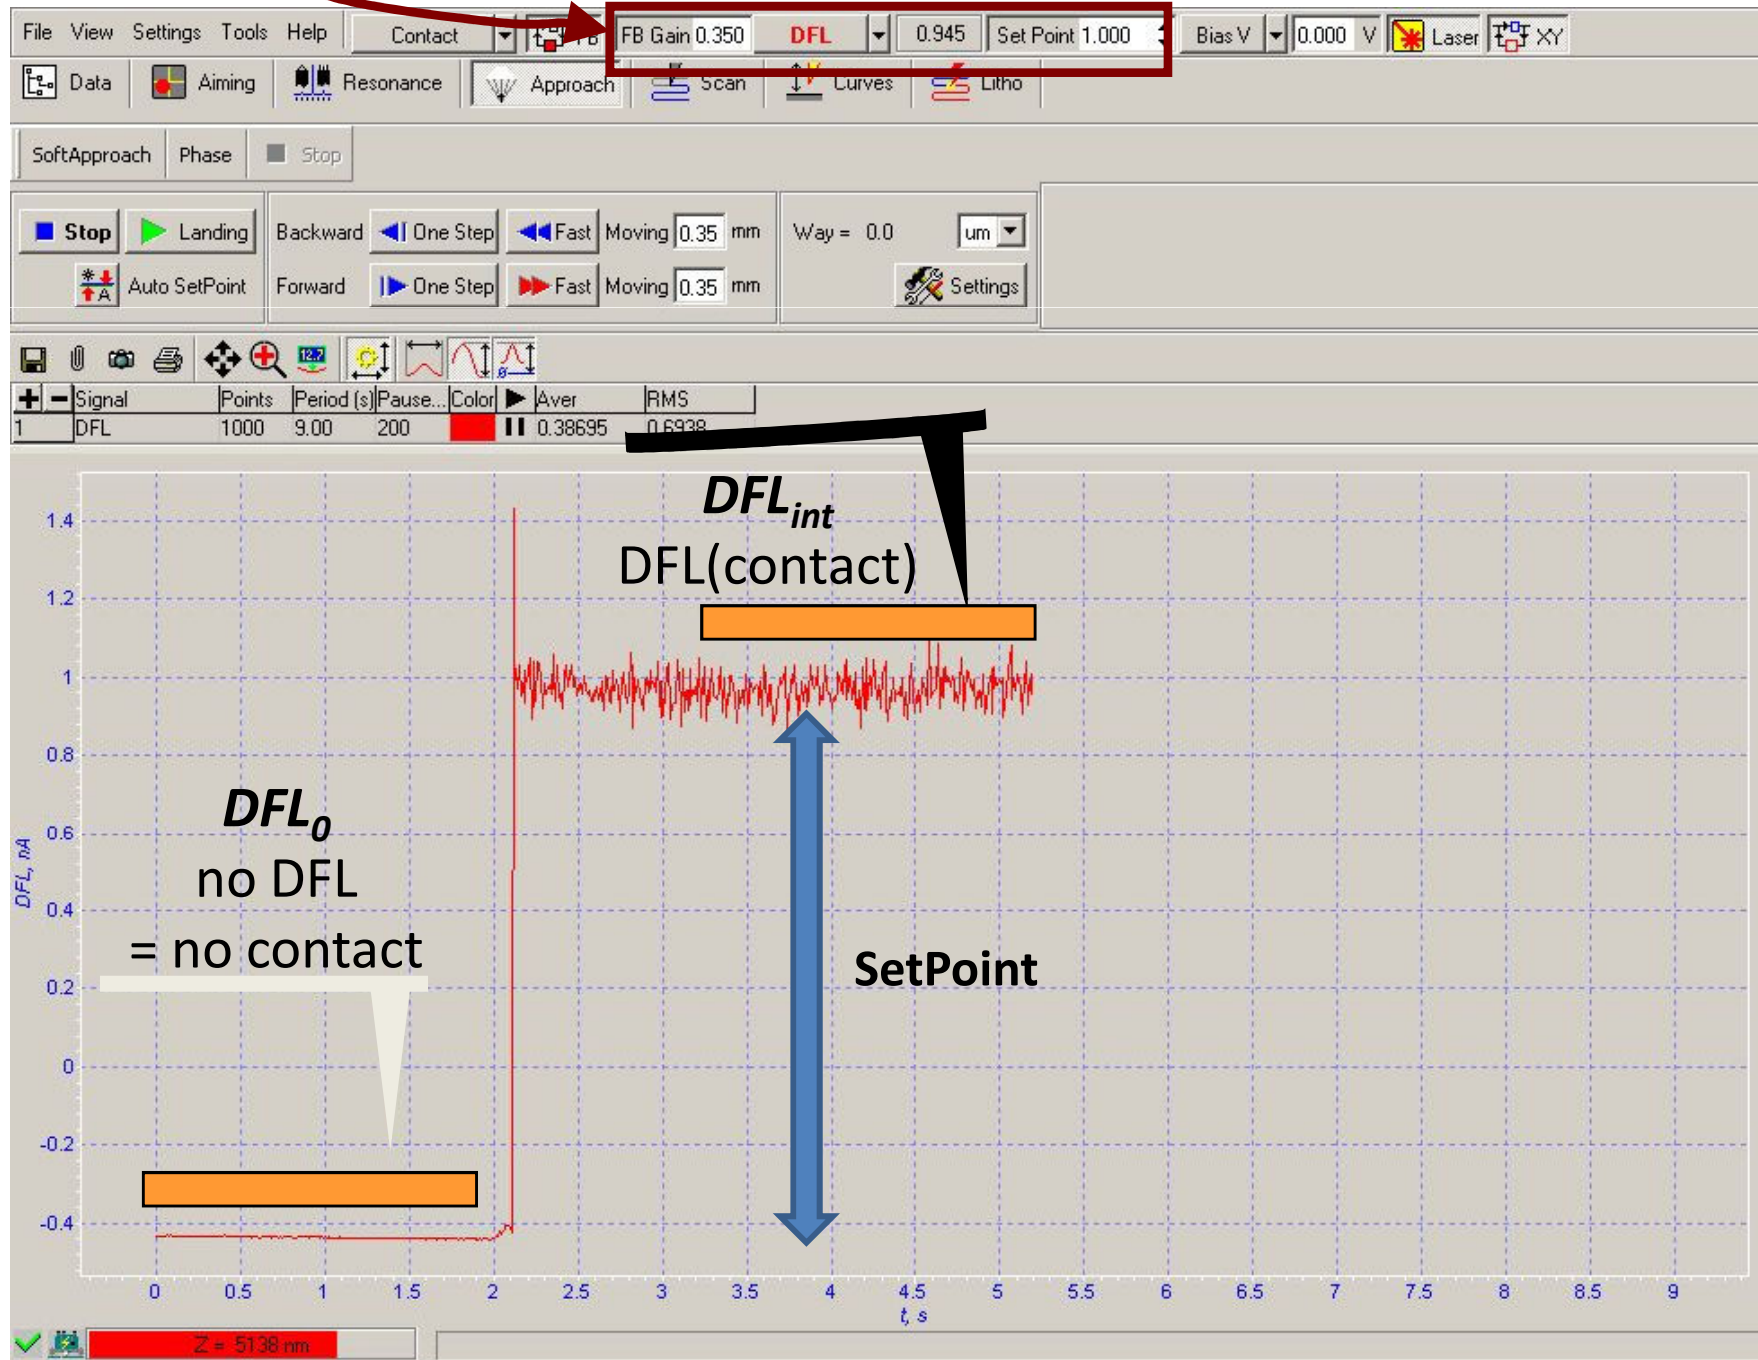 File View Settings Tools Help Contact FB FB Gain 0.350 DFL 0.945 Set Point 1.000 Bias V 0.000 V Laser XY
Data Aiming Resonance Approach Scan Curves Litho
SoftApproach Phase Stop
Stop Landing Backward One Step Fast Moving 0.35 mm Way = 0.0 um
A Auto SetPoint Forward One Step Fast Moving 0.35 mm Settings
12.7
Signal Points Period (s) Pause... Color Aver RMS
1 DFL 1000 9.00 200 0.38695 0.6938
DFLint
DFL(contact)
1.4
1.2
1
0.8
0.6
0.4
0.2
0
-0.2
-0.4
DFL, nA
DFL0
no DFL
= no contact
SetPoint
0 0.5 1 1.5 2 2.5 3 3.5 4 4.5 5 5.5 6 6.5 7 7.5 8 8.5 9
t, s
Z = 5138 nm